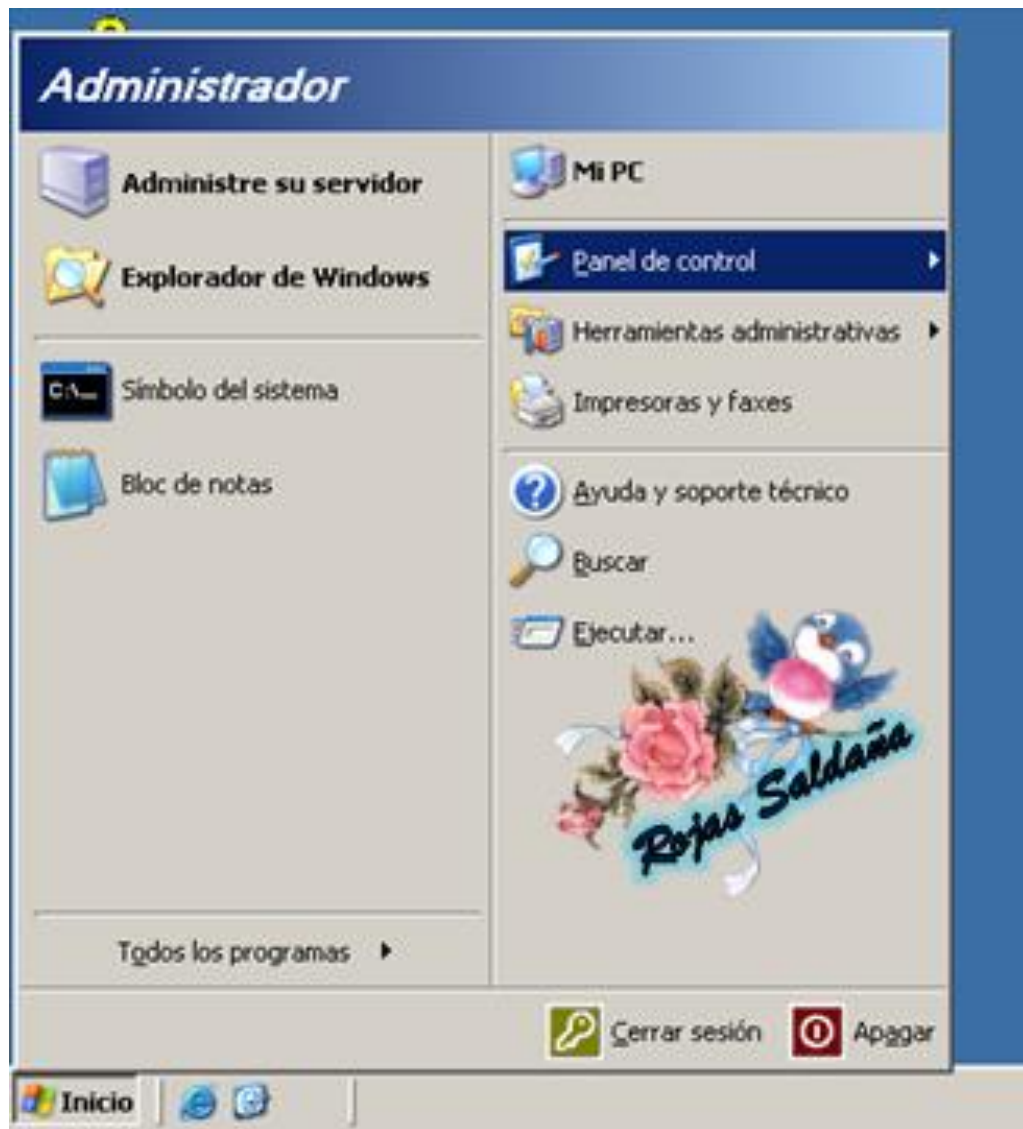 Administrador
Administre su servidor
Explorador de Windows
Símbolo del sistema
Bloc de notas
Todos los programas
Mi PC
Panel de control
Herramientas administrativas
Impresoras y faxes
Ayuda y soporte técnico
Buscar
Ejecutar...
Rojas Saldaña
Cerrar sesión
Apagar
Inicio